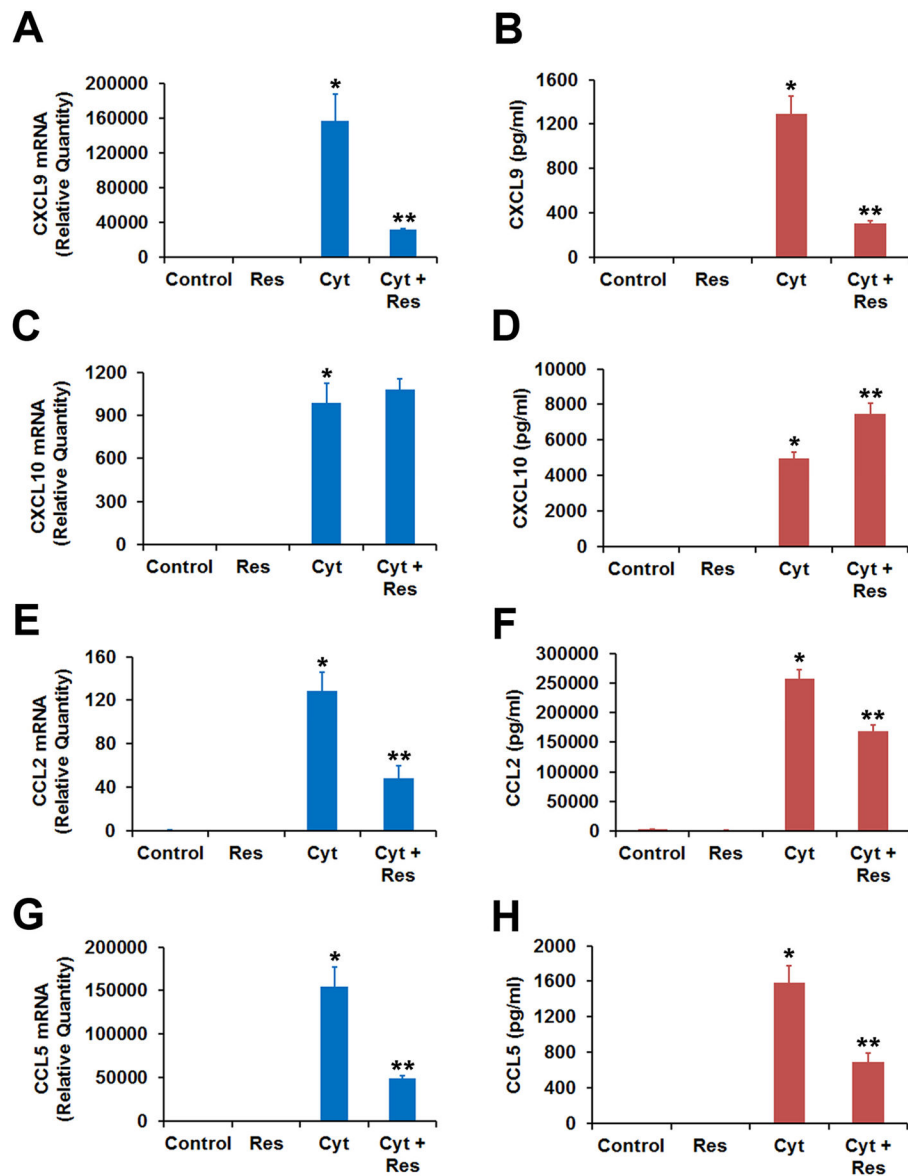 A
CXCL9 mRNA
(Relative Quantity)
200000
160000
120000
80000
40000
0
*
**
Control Res Cyt Cyt +
Res
B
CXCL9 (pg/ml)
1600
1200
800
400
0
*
**
Control Res Cyt Cyt +
Res
C
CXCL10 mRNA
(Relative Quantity)
1200
900
600
300
0
*
Control Res Cyt Cyt +
Res
D
CXCL10 (pg/ml)
10000
8000
6000
4000
2000
0
*
**
Control Res Cyt Cyt +
Res
E
CCL2 mRNA
(Relative Quantity)
160
120
80
40
0
*
**
Control Res Cyt Cyt +
Res
F
CCL2 (pg/ml)
300000
250000
200000
150000
100000
50000
0
*
**
Control Res Cyt Cyt +
Res
G
CCL5 mRNA
(Relative Quantity)
200000
150000
100000
50000
0
*
**
Control Res Cyt Cyt +
Res
H
CCL5 (pg/ml)
2000
1600
1200
800
400
0
*
**
Control Res Cyt Cyt +
Res